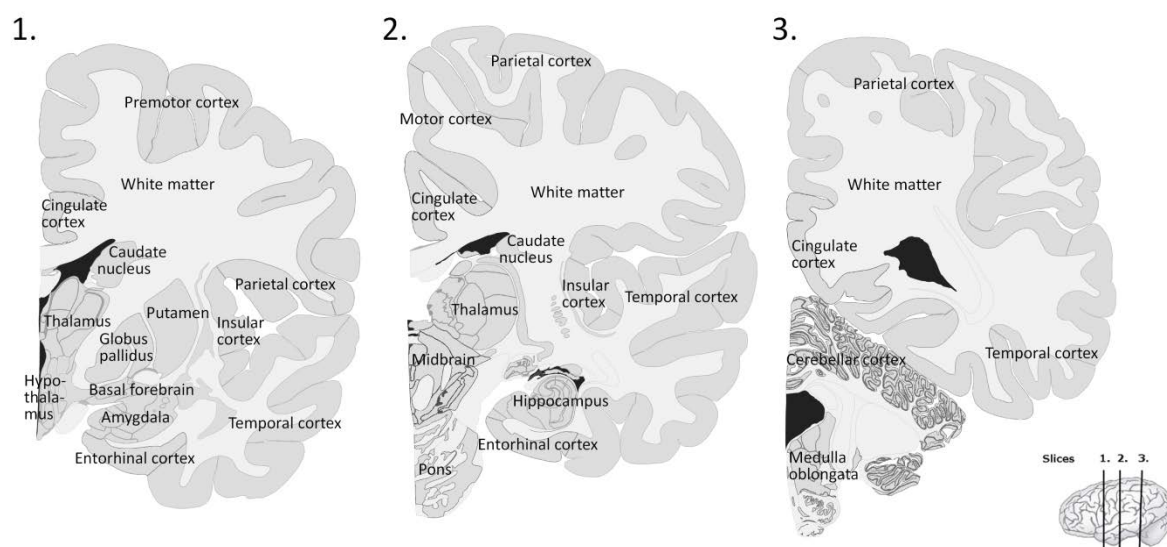 1.
Premotor cortex
White matter
Cingulate
cortex
Caudate
nucleus
Parietal cortex
Putamen
Thalamus
Insular
cortex
Globus
pallidus
Hypo-
thala-
mus
Basal forebrain
Amygdala
Temporal cortex
Entorhinal cortex
2.
Parietal cortex
Motor cortex
White matter
Cingulate
cortex
Caudate
nucleus
Insular
cortex
Temporal cortex
Thalamus
Midbrain
Hippocampus
Entorhinal cortex
Pons
3.
Parietal cortex
White matter
Cingulate
cortex
Cerebellar cortex
Temporal cortex
Medulla
oblongata
Slices 1. 2. 3.